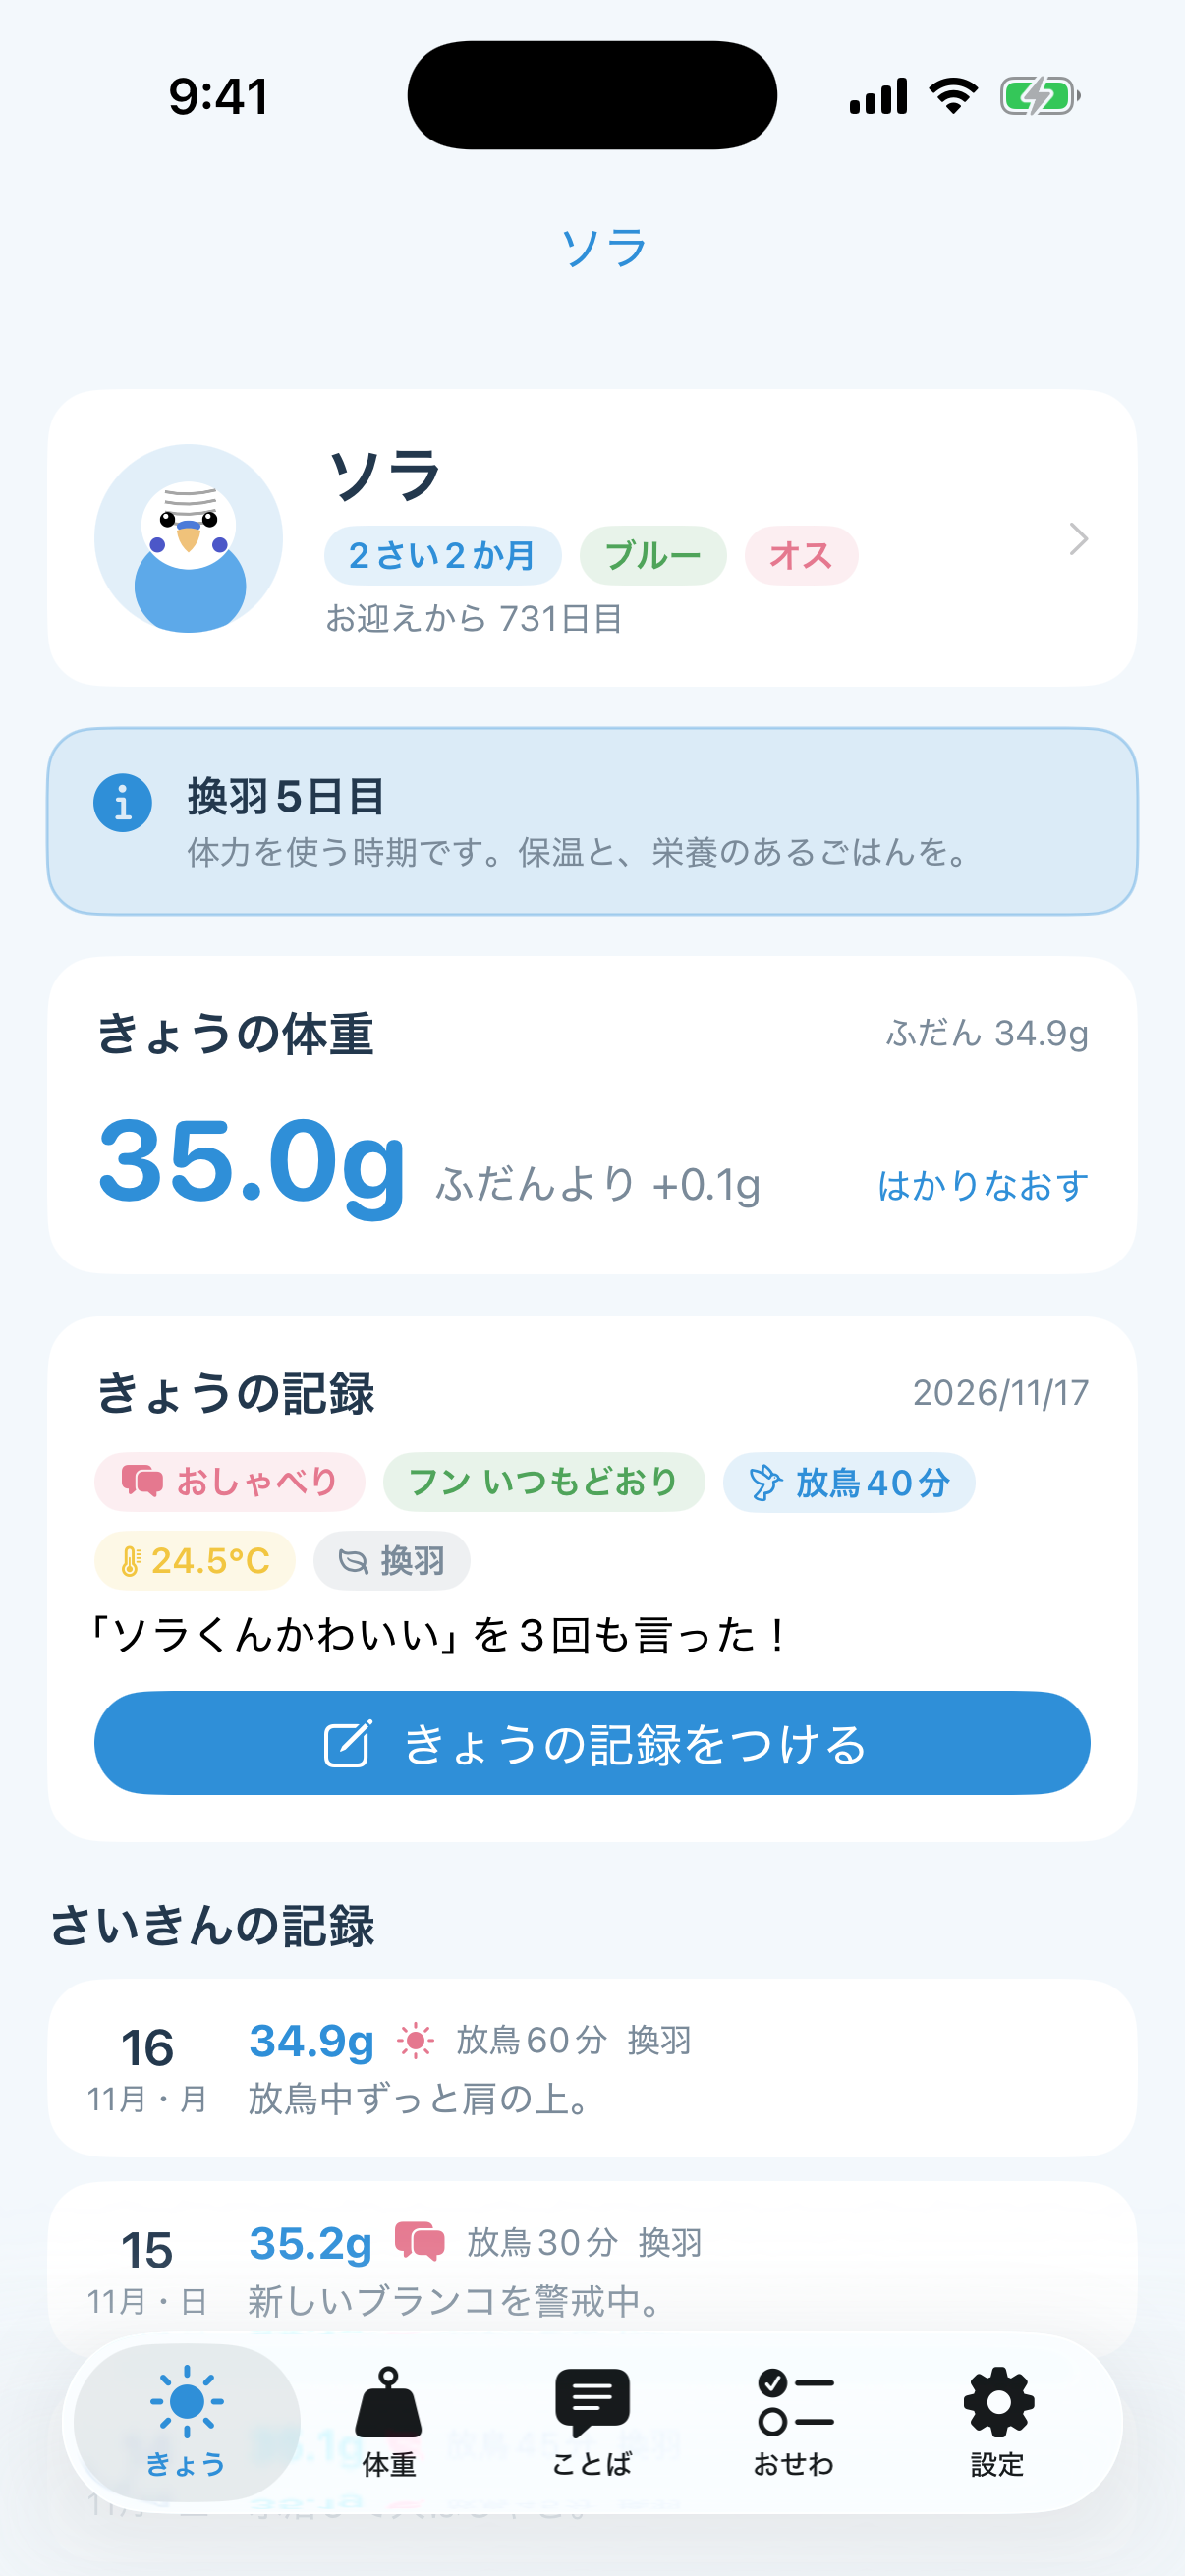 9:41
ソラ
ソラ
2さい2か月 ブルー オス
お迎えから 731日目
換羽5日目
体力を使う時期です。保温と、栄養のあるごはんを。
きょうの体重 ふだん 34.9g
35.0g ふだんより +0.1g はかりなおす
きょうの記録 2026/11/17
おしゃべり フン いつもどおり 放鳥40分
24.5°C 換羽
「ソラくんかわいい」を3回も言った！
きょうの記録をつける
さいきんの記録
16 34.9g 放鳥60分 換羽
11月・月 放鳥中ずっと肩の上。
15 35.2g 放鳥30分 換羽
11月・日 新しいブランコを警戒中。
きょう 体重 ことば おせわ 設定